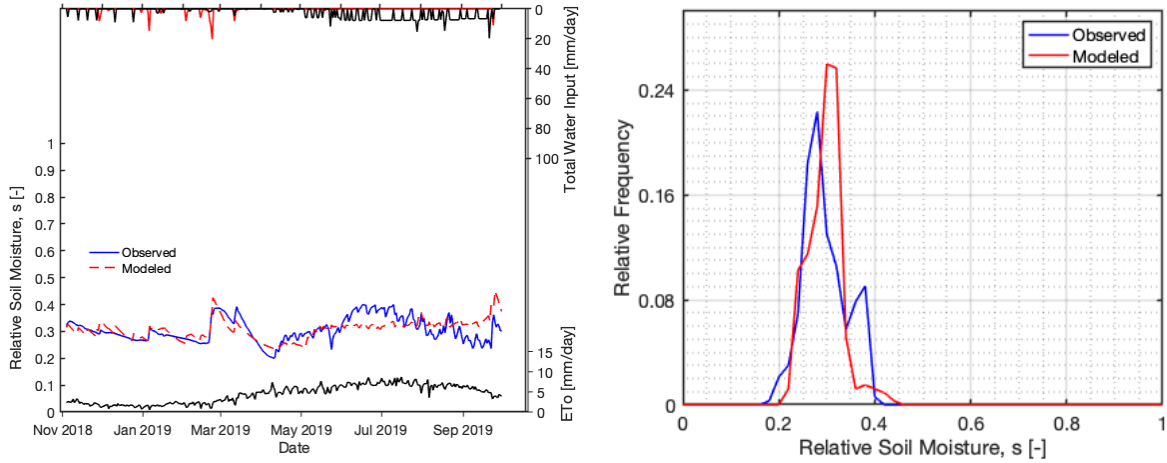 0
20
40
60
80
100
Total Water Input [mm/day]
1
0.9
0.8
0.7
0.6
0.5
0.4
0.3
0.2
0.1
0
Relative Soil Moisture, s [-]
Observed
Modeled
15
10
5
0
ETo [mm/day]
Nov 2018 Jan 2019 Mar 2019 May 2019 Jul 2019 Sep 2019
Date
Observed
Modeled
0.24
0.16
0.08
0
Relative Frequency
0 0.2 0.4 0.6 0.8 1
Relative Soil Moisture, s [-]